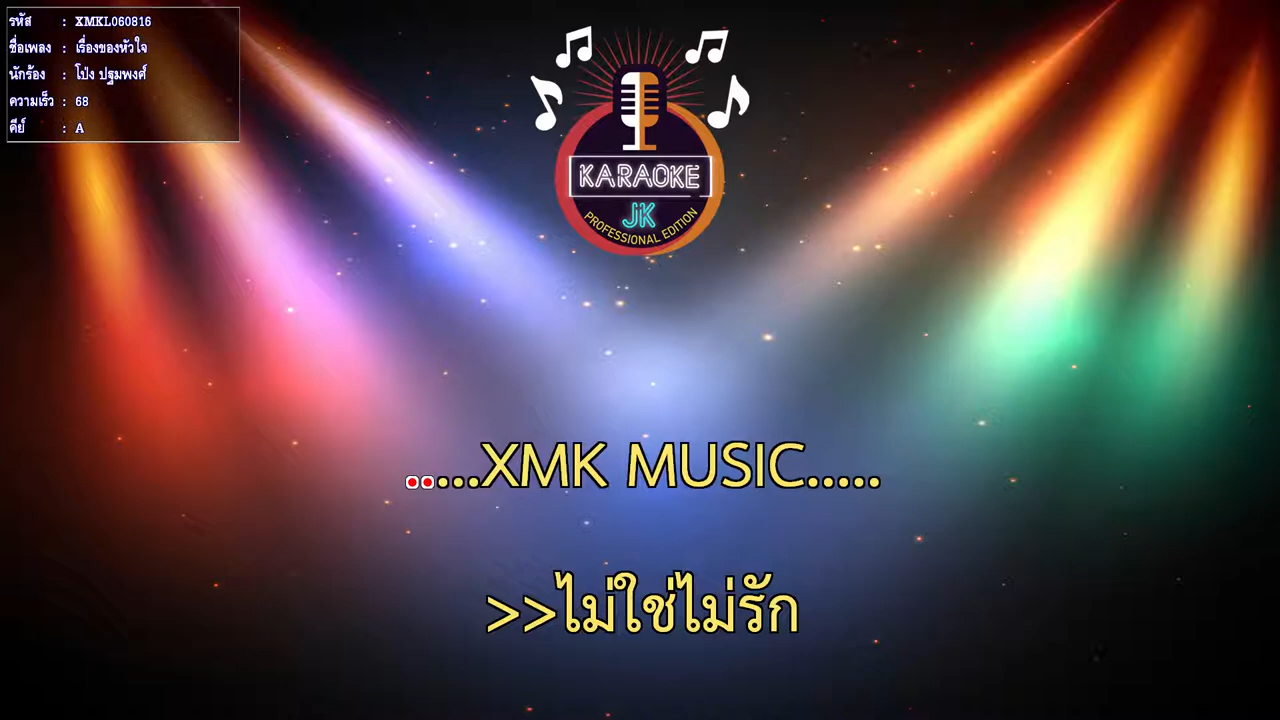 รหัส : XMKL060816
ชื่อเพลง : เรื่องของหัวใจ
นักร้อง : โป่ง ปฐมพงศ์
ความเร็ว : 68
คีย์ : A
KARAOKE
JK
PROFESSIONAL EDITION
.....XMK MUSIC.....
>>ไม่ใช่ไม่รัก